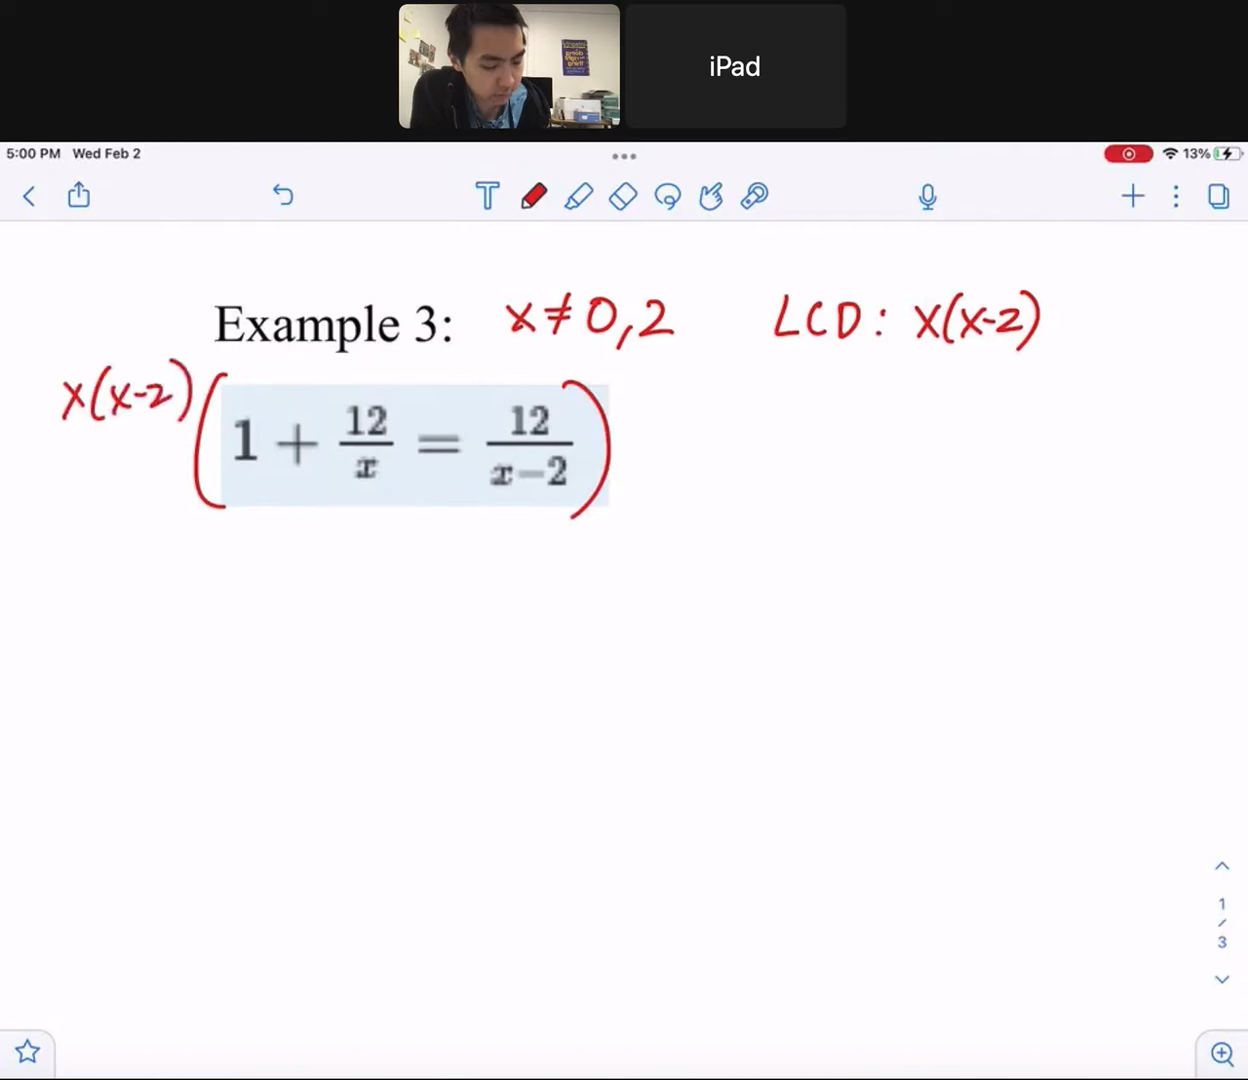 iPad
5:00 PM Wed Feb 2
13%
T
Example 3: x ≠ 0, 2 LCD: x(x-2)
x(x-2) ( 1 + 12/x = 12/(x-2) )
1
/
3